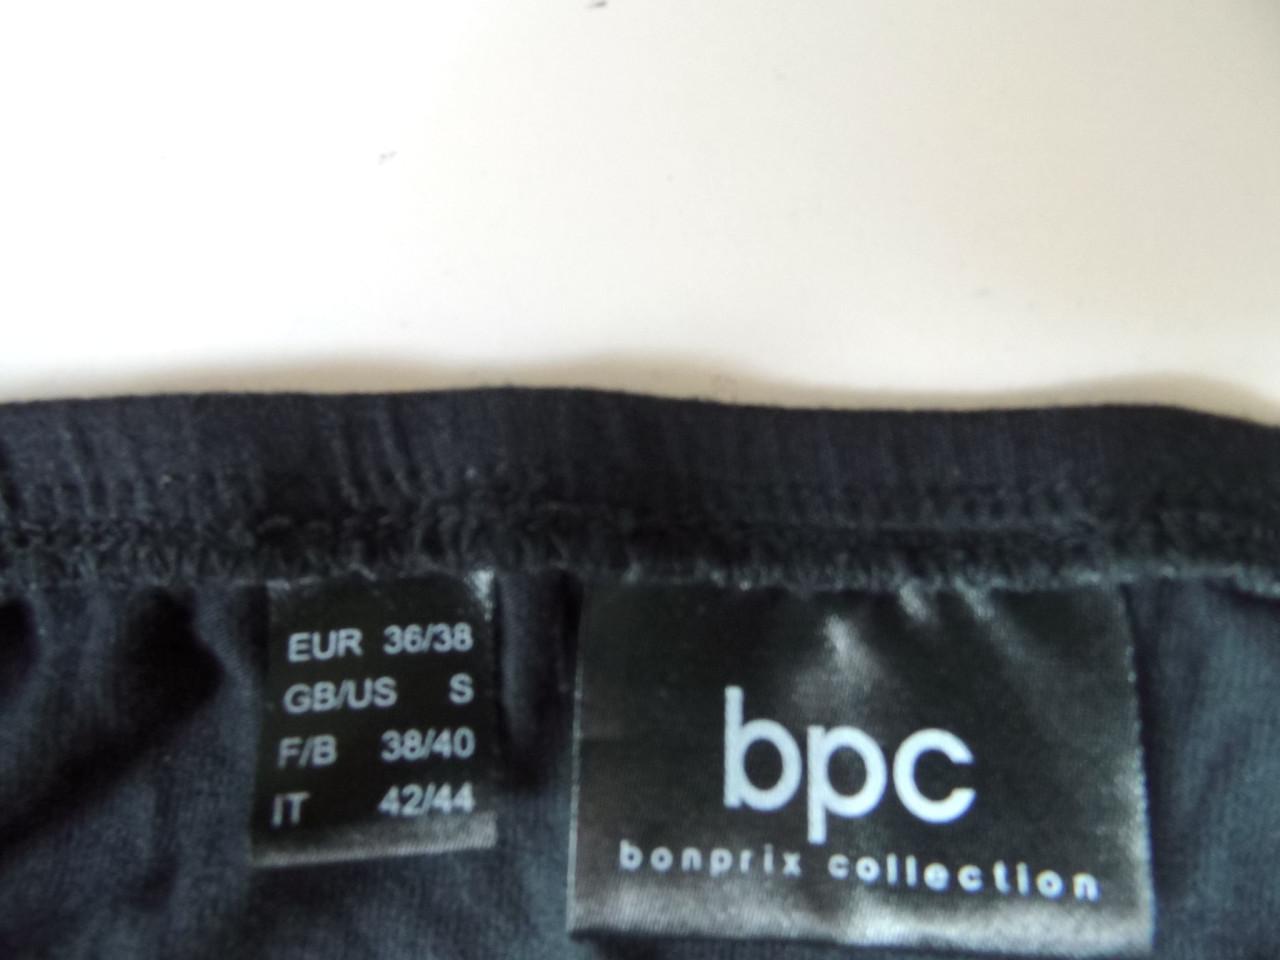 EUR 36/38
GB/US S
F/B 38/40
IT 42/44
bpc
bonprix collection